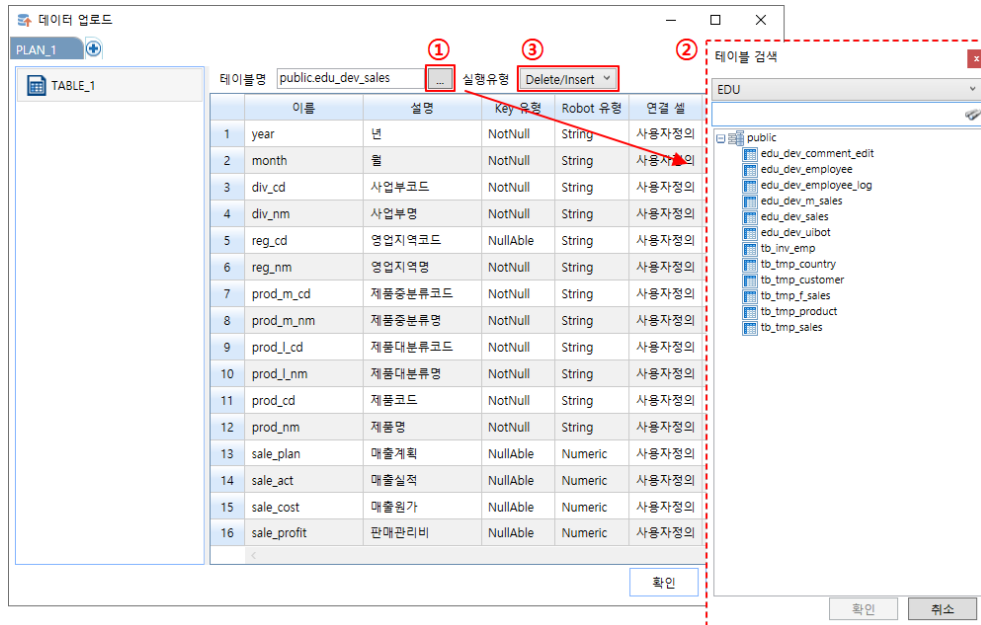 데이터 업로드
PLAN_1
① ③ ②
TABLE_1
테이블명 public.edu_dev_sales ... 실행유형 Delete/Insert
이름 설명 Key 유형 Robot 유형 연결 셀
1 year 년 NotNull String 사용자정의
2 month 월 NotNull String 사용자정의
3 div_cd 사업부코드 NotNull String 사용자정의
4 div_nm 사업부명 NotNull String 사용자정의
5 reg_cd 영업지역코드 NullAble String 사용자정의
6 reg_nm 영업지역명 NotNull String 사용자정의
7 prod_m_cd 제품중분류코드 NotNull String 사용자정의
8 prod_m_nm 제품중분류명 NotNull String 사용자정의
9 prod_l_cd 제품대분류코드 NotNull String 사용자정의
10 prod_l_nm 제품대분류명 NotNull String 사용자정의
11 prod_cd 제품코드 NotNull String 사용자정의
12 prod_nm 제품명 NotNull String 사용자정의
13 sale_plan 매출계획 NullAble Numeric 사용자정의
14 sale_act 매출실적 NullAble Numeric 사용자정의
15 sale_cost 매출원가 NullAble Numeric 사용자정의
16 sale_profit 판매관리비 NullAble Numeric 사용자정의
확인
테이블 검색
x
EDU
public
edu_dev_comment_edit
edu_dev_employee
edu_dev_employee_log
edu_dev_m_sales
edu_dev_sales
edu_dev_uibot
tb_inv_emp
tb_tmp_country
tb_tmp_customer
tb_tmp_f_sales
tb_tmp_product
tb_tmp_sales
확인 취소